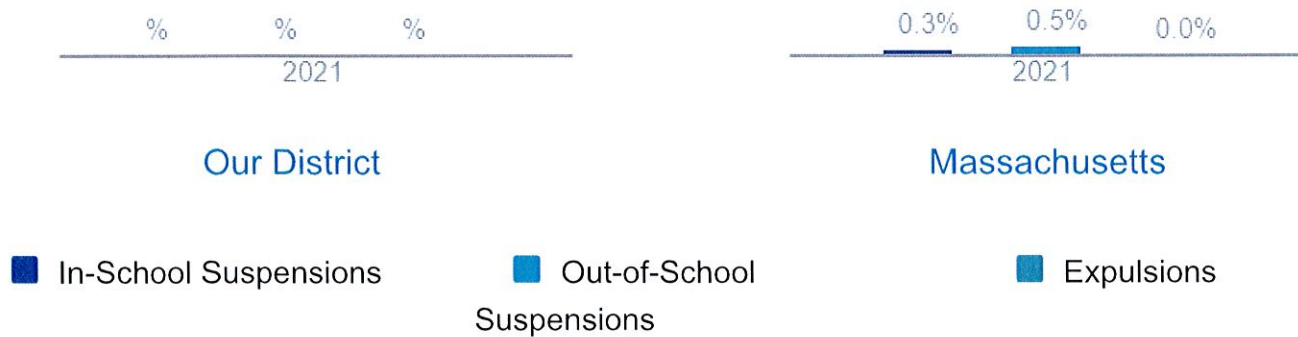 % % %
2021
Our District
0.3% 0.5% 0.0%
2021
Massachusetts
In-School Suspensions
Out-of-School
Suspensions
Expulsions